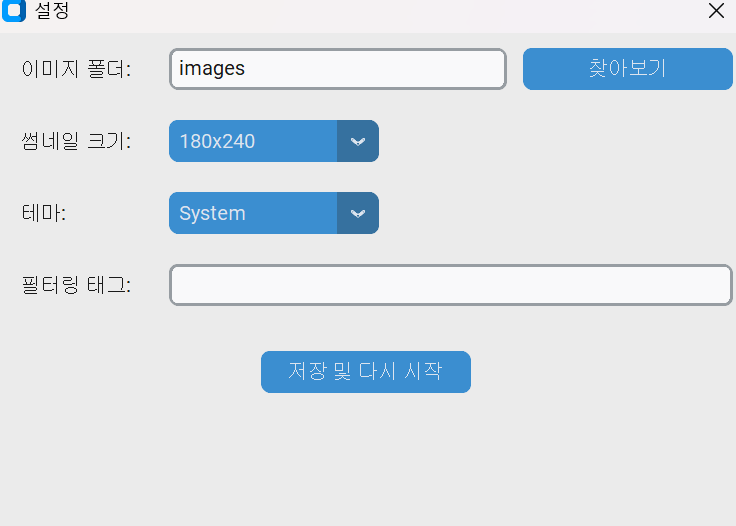 설정
이미지 폴더: images 찾아보기
썸네일 크기: 180x240
테마: System
필터링 태그:
저장 및 다시 시작